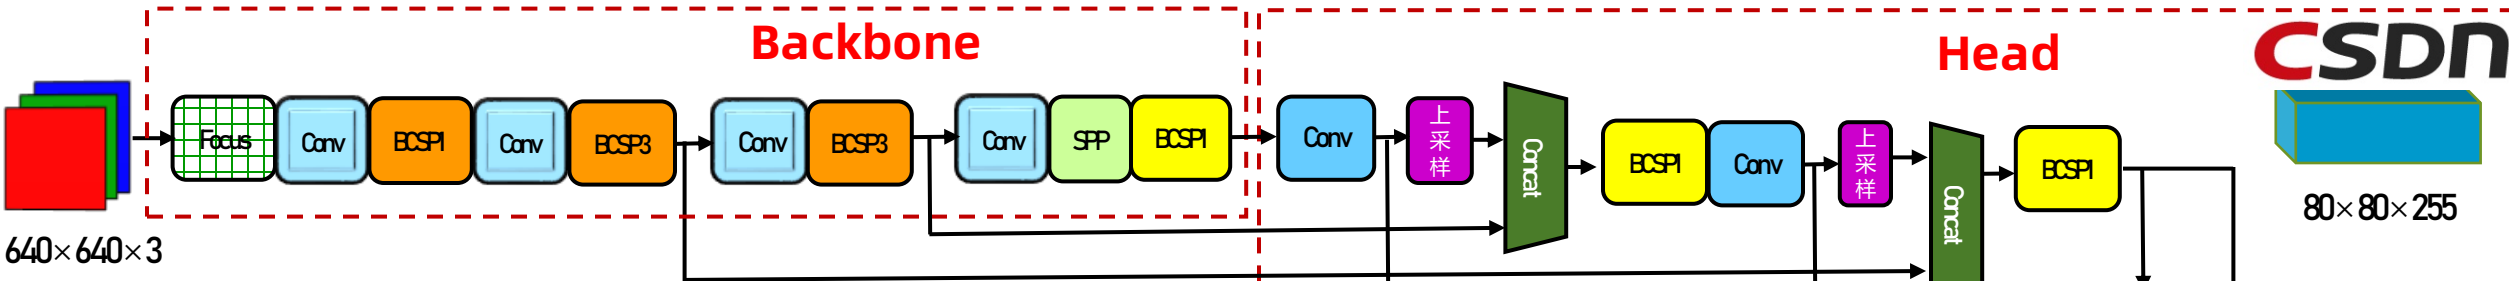 Backbone
Head
CSDN
Focus
Conv
BCSP1
Conv
BCSP3
Conv
BCSP3
Conv
SPP
BCSP1
Conv
上采样
Concat
BCSP1
Conv
上采样
Concat
BCSP1
640×640×3
80×80×255